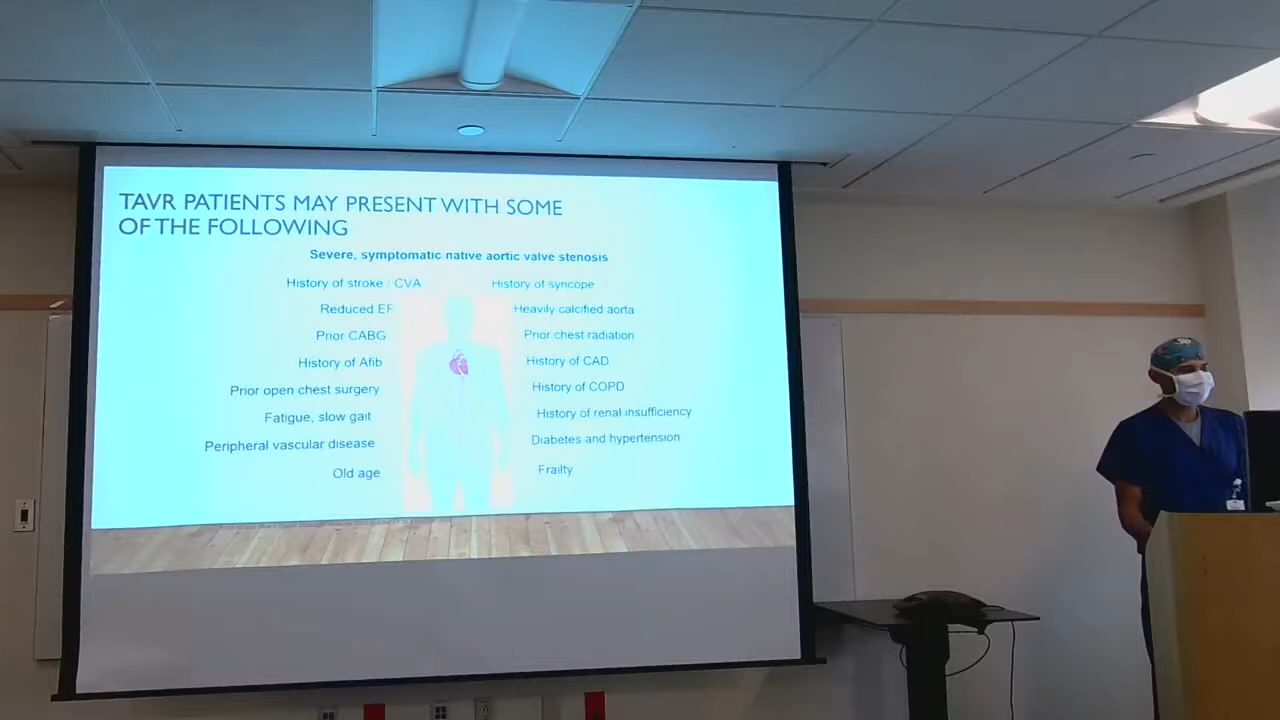 TAVR PATIENTS MAY PRESENT WITH SOME
OF THE FOLLOWING
Severe, symptomatic native aortic valve stenosis
History of stroke / CVA
Reduced EF
Prior CABG
History of Afib
Prior open chest surgery
Fatigue, slow gait
Peripheral vascular disease
Old age
History of syncope
Heavily calcified aorta
Prior chest radiation
History of CAD
History of COPD
History of renal insufficiency
Diabetes and hypertension
Frailty